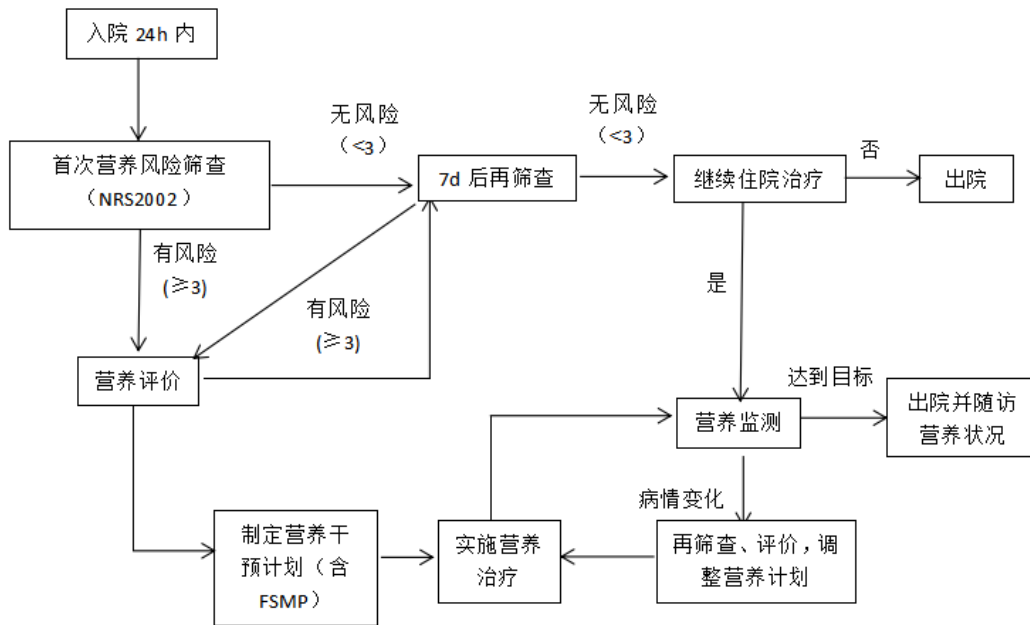 入院 24h 内
无风险
（<3）
无风险
（<3）
首次营养风险筛查
（NRS2002）
7d 后再筛查
继续住院治疗
否
出院
有风险
(≥3)
有风险
(≥3)
是
营养评价
达到目标
营养监测
出院并随访
营养状况
病情变化
制定营养干
预计划（含
FSMP）
实施营养
治疗
再筛查、评价，调
整营养计划